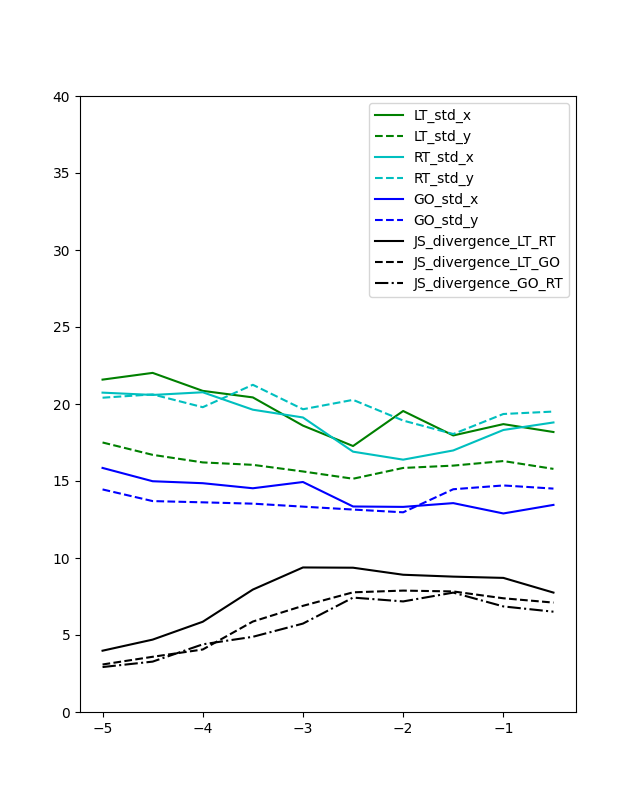 40
35
30
25
20
15
10
5
0
−5
−4
−3
−2
−1
LT_std_x
LT_std_y
RT_std_x
RT_std_y
GO_std_x
GO_std_y
JS_divergence_LT_RT
JS_divergence_LT_GO
JS_divergence_GO_RT